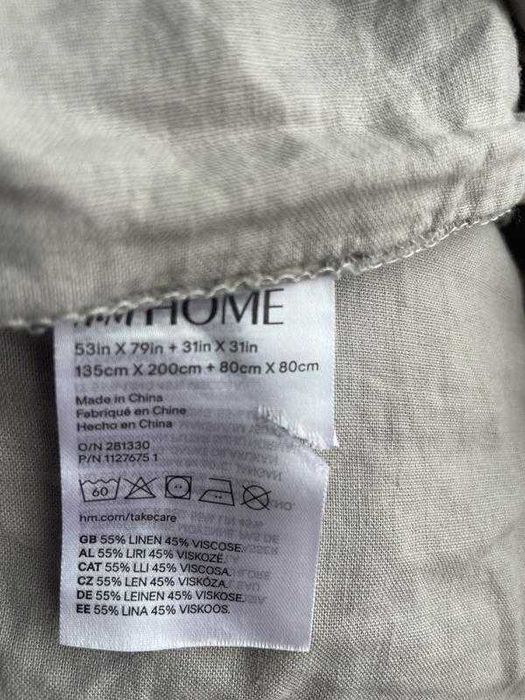 HOME
53in X 79in + 31in X 31in
135cm X 200cm + 80cm X 80cm
Made in China
Fabriqué en Chine
Hecho en China
O/N 281330
P/N 1127675 1
60
hm.com/takecare
GB 55% LINEN 45% VISCOSE.
AL 55% LIRI 45% VISKOZË.
CAT 55% LLI 45% VISCOSA.
CZ 55% LEN 45% VISKÓZA.
DE 55% LEINEN 45% VISKOSE.
EE 55% LINA 45% VISKOOS.